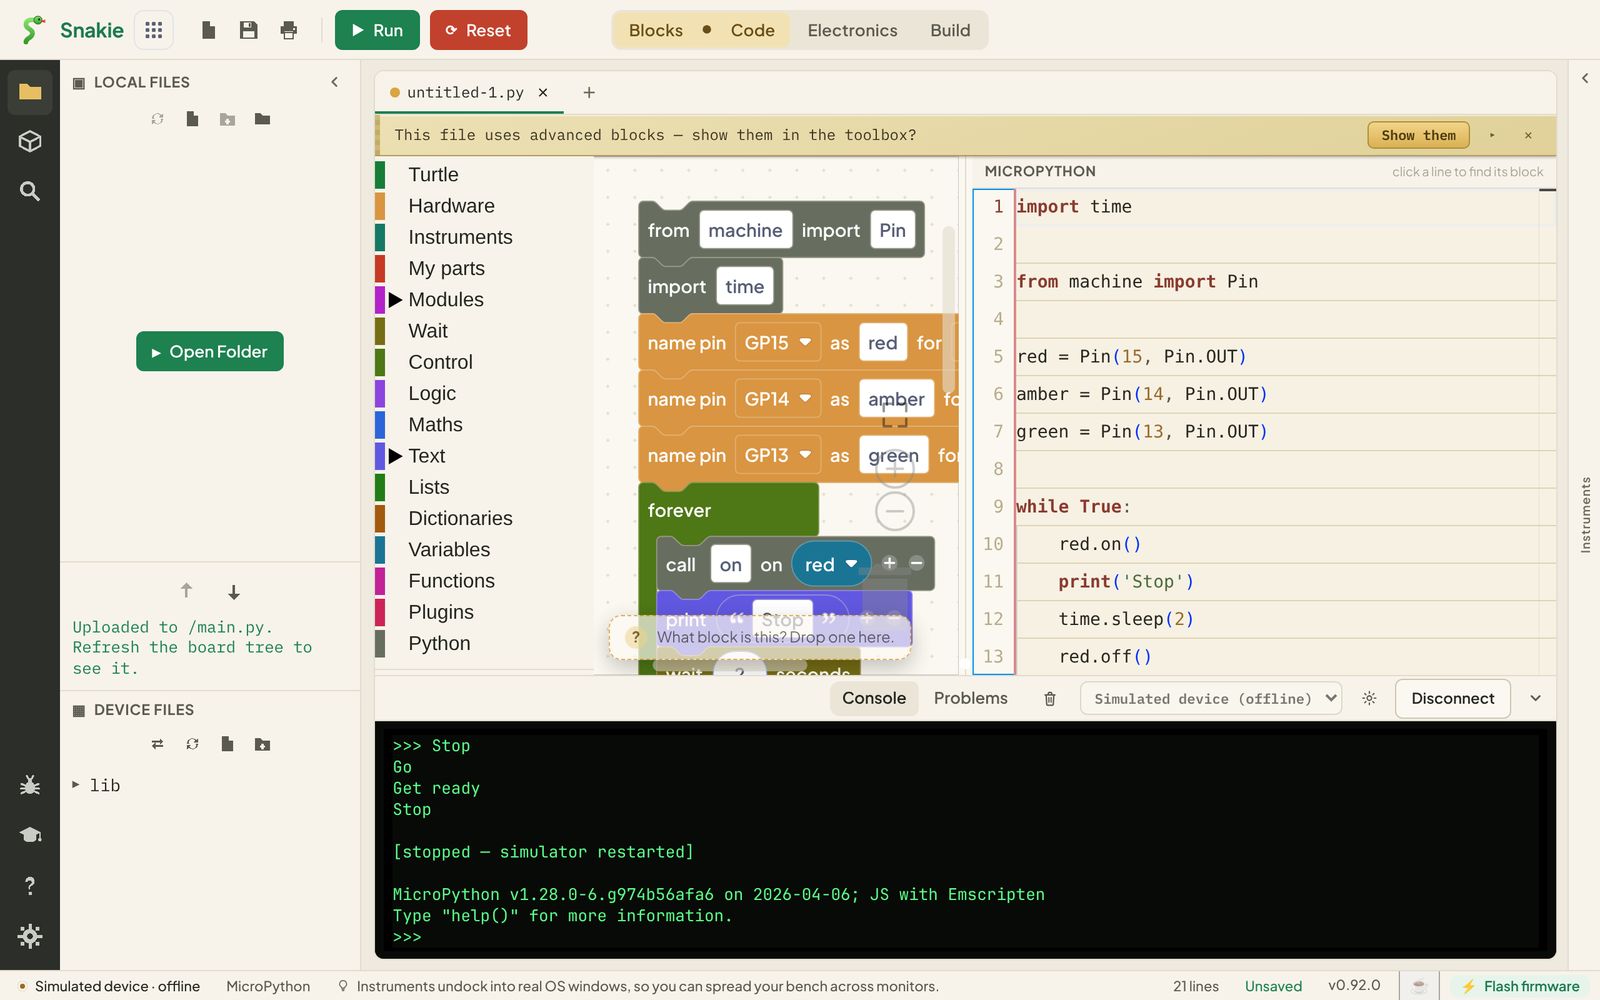 Snakie
Run
Reset
Blocks
Code
Electronics
Build
LOCAL FILES
Open Folder
Uploaded to /main.py.
Refresh the board tree to
see it.
DEVICE FILES
lib
untitled-1.py
This file uses advanced blocks — show them in the toolbox?
Show them
Turtle
Hardware
Instruments
My parts
Modules
Wait
Control
Logic
Maths
Text
Lists
Dictionaries
Variables
Functions
Plugins
Python
from machine import Pin
import time
name pin GP15 as red for
name pin GP14 as amber fo
name pin GP13 as green for
forever
call on on red
print “ Stop ”
? What block is this? Drop one here.
wait 2 seconds
MICROPYTHON
click a line to find its block
1 import time
2
3 from machine import Pin
4
5 red = Pin(15, Pin.OUT)
6 amber = Pin(14, Pin.OUT)
7 green = Pin(13, Pin.OUT)
8
9 while True:
10 red.on()
11 print('Stop')
12 time.sleep(2)
13 red.off()
Instruments
Console
Problems
Simulated device (offline)
Disconnect
>>> Stop
Go
Get ready
Stop
[stopped — simulator restarted]
MicroPython v1.28.0-6.g974b56afa6 on 2026-04-06; JS with Emscripten
Type "help()" for more information.
>>>
Simulated device · offline
MicroPython
Instruments undock into real OS windows, so you can spread your bench across monitors.
21 lines
Unsaved
v0.92.0
Flash firmware